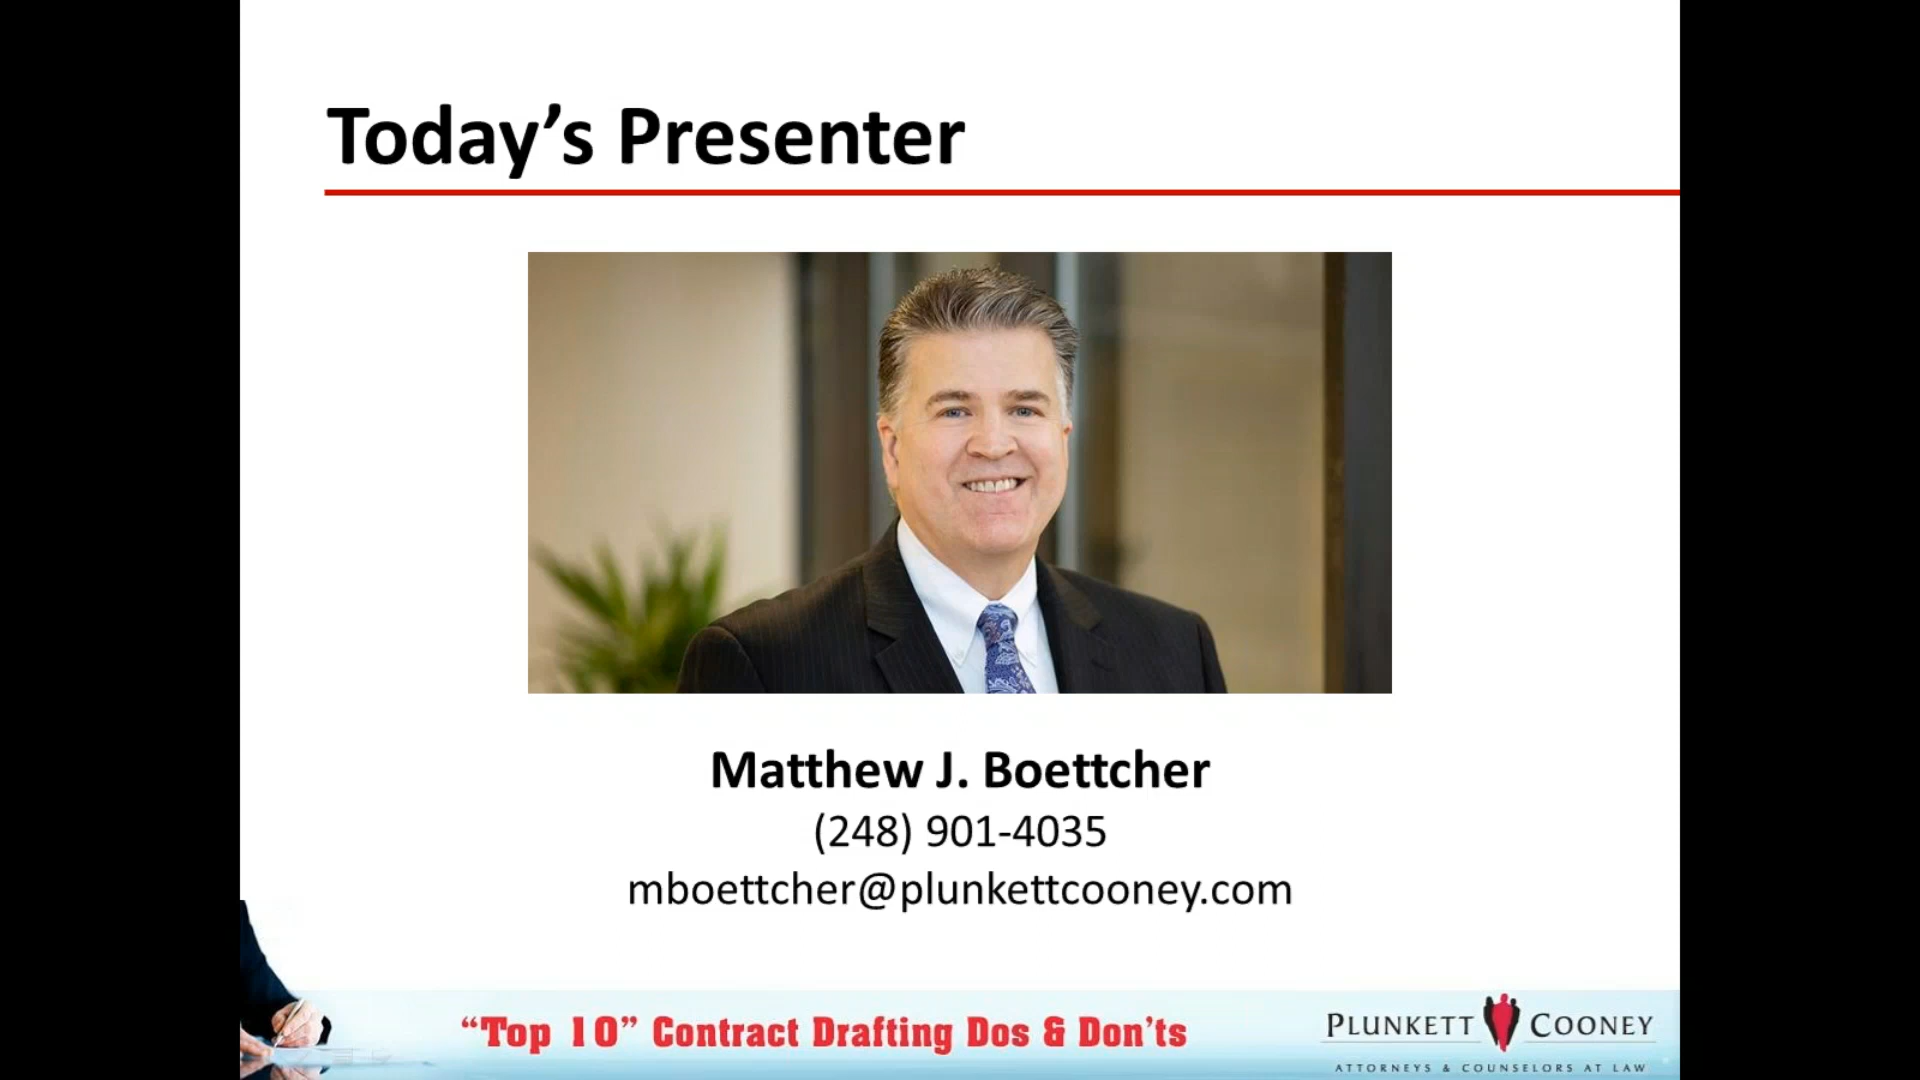 Today’s Presenter
Matthew J. Boettcher
(248) 901-4035
mboettcher@plunkettcooney.com
“Top 10” Contract Drafting Dos & Don’ts
PLUNKETT COONEY
ATTORNEYS & COUNSELORS AT LAW